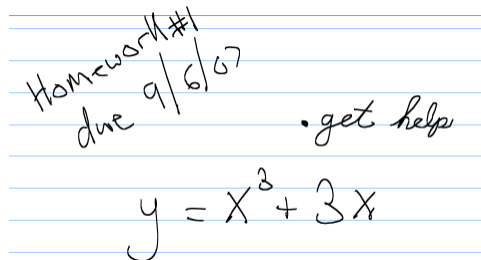 Homework #1
due 9/6/07
• get help
y = x³ + 3x